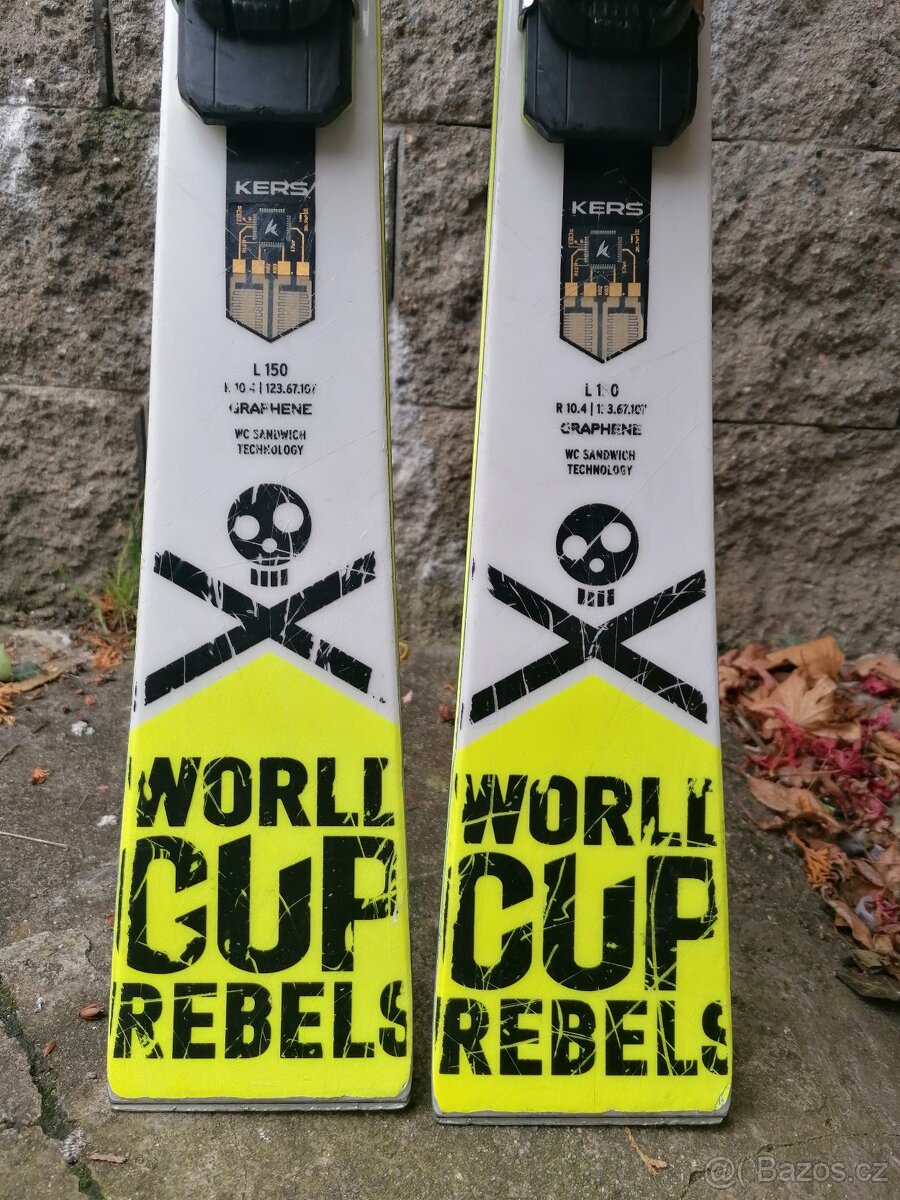 KERS
L 150
R 10.4 | 123.67.107
GRAPHENE
WC SANDWICH
TECHNOLOGY
WORLD
CUP
REBELS
KERS
L 150
R 10.4 | 123.67.107
GRAPHENE
WC SANDWICH
TECHNOLOGY
WORLD
CUP
REBELS
Bazos.cz